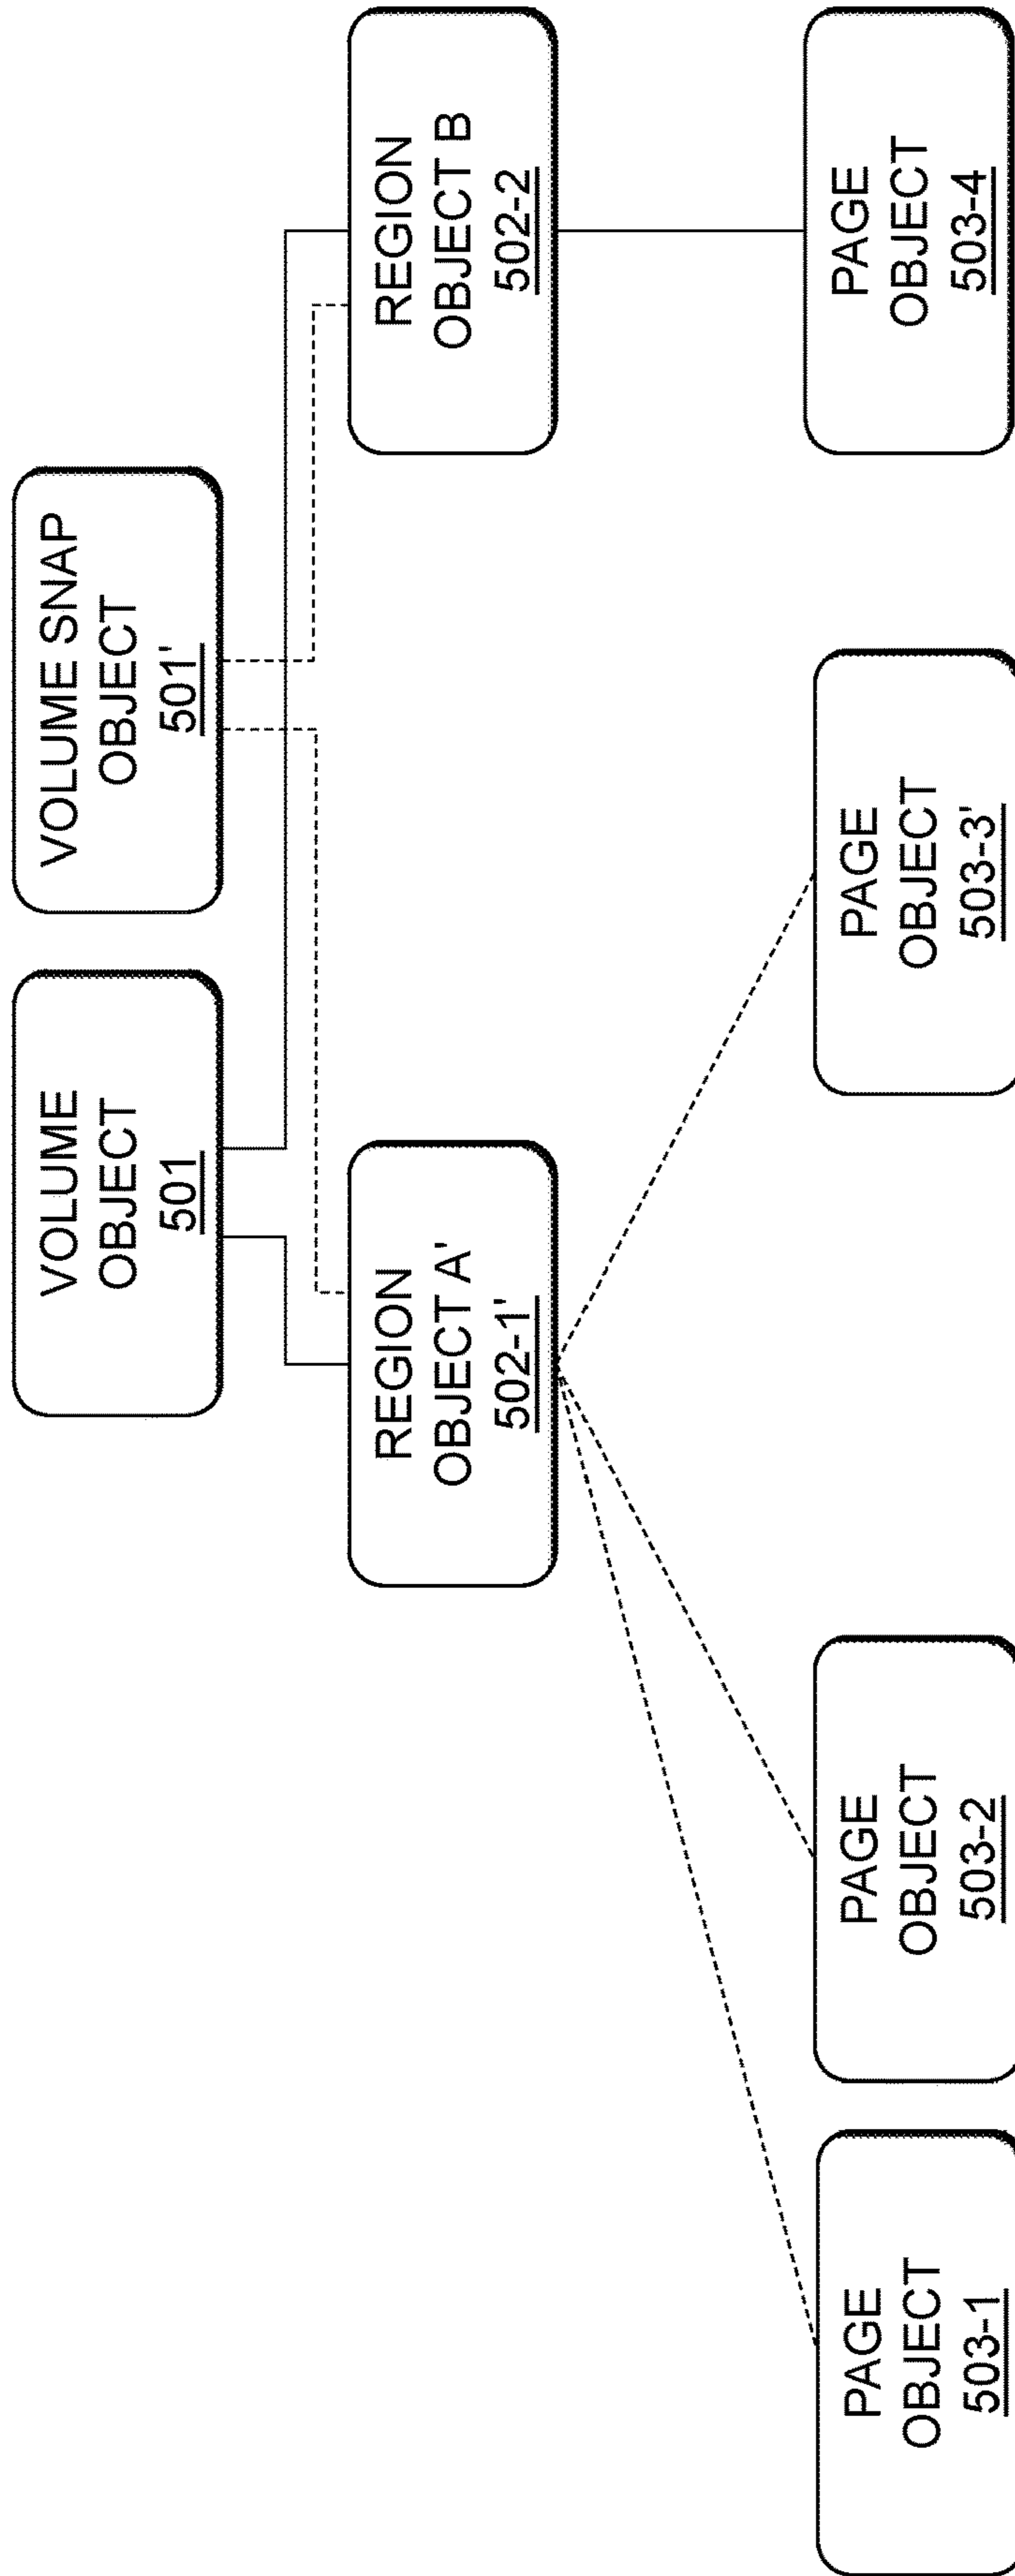 VOLUME
OBJECT
501
VOLUME SNAP
OBJECT
501'
REGION
OBJECT A'
502-1'
REGION
OBJECT B
502-2
PAGE
OBJECT
503-1
PAGE
OBJECT
503-2
PAGE
OBJECT
503-3'
PAGE
OBJECT
503-4